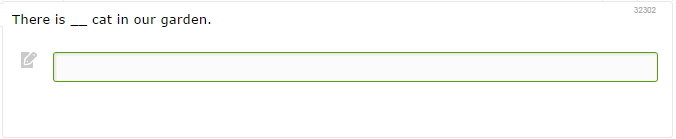 32302
There is __ cat in our garden.